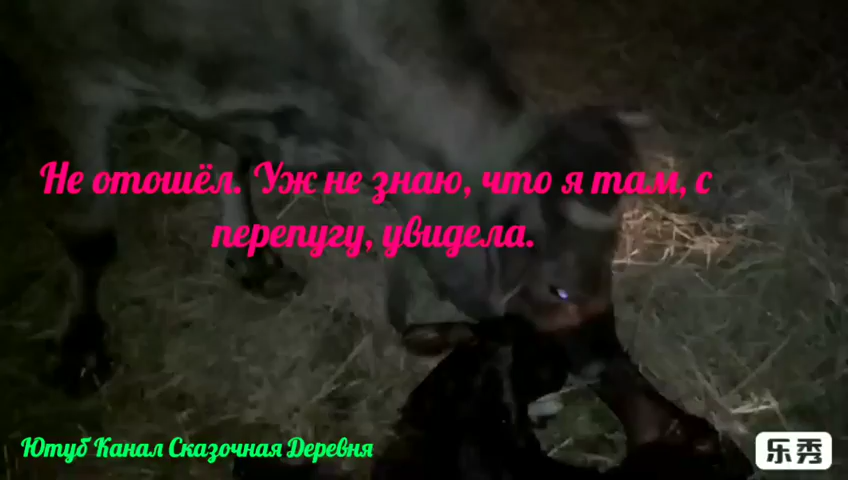 Не отошёл. Уж не знаю, что я там, с
перепугу, увидела.
Ютуб Канал Сказочная Деревня
乐秀